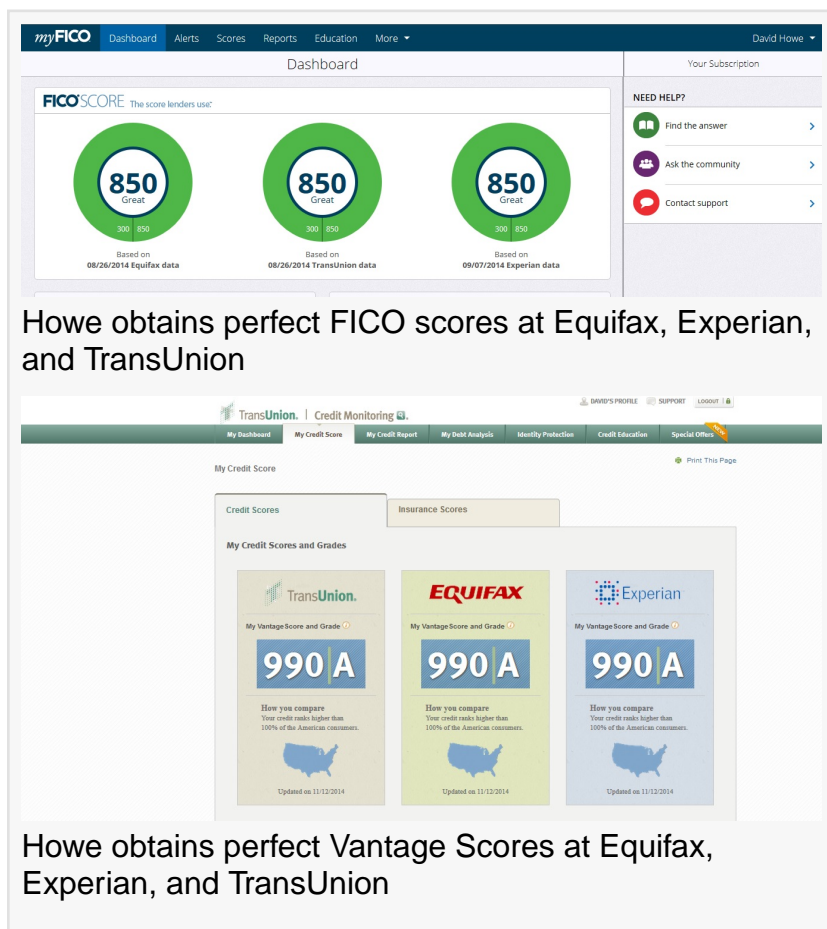 myFICO Dashboard Alerts Scores Reports Education More David Howe
Dashboard
Your Subscription
FICO SCORE The score lenders use.
NEED HELP?
Find the answer
Ask the community
Contact support
850 850 850
Great Great Great
300 850 300 850 300 850
Based on Based on Based on
08/26/2014 Equifax data 08/26/2014 TransUnion data 09/07/2014 Experian data
Howe obtains perfect FICO scores at Equifax, Experian,
and TransUnion
DAVID'S PROFILE SUPPORT LOGOUT
TransUnion. | Credit Monitoring
My Dashboard My Credit Score My Credit Report My Debt Analysis Identity Protection Credit Education Special Offers NEW
Print This Page
My Credit Score
Credit Scores Insurance Scores
My Credit Scores and Grades
TransUnion. EQUIFAX Experian
My VantageScore and Grade My VantageScore and Grade My VantageScore and Grade
990 A 990 A 990 A
How you compare How you compare How you compare
Your credit ranks higher than Your credit ranks higher than Your credit ranks higher than
100% of the American consumers. 100% of the American consumers. 100% of the American consumers.
Updated on 11/12/2014 Updated on 11/12/2014 Updated on 11/12/2014
Howe obtains perfect Vantage Scores at Equifax,
Experian, and TransUnion